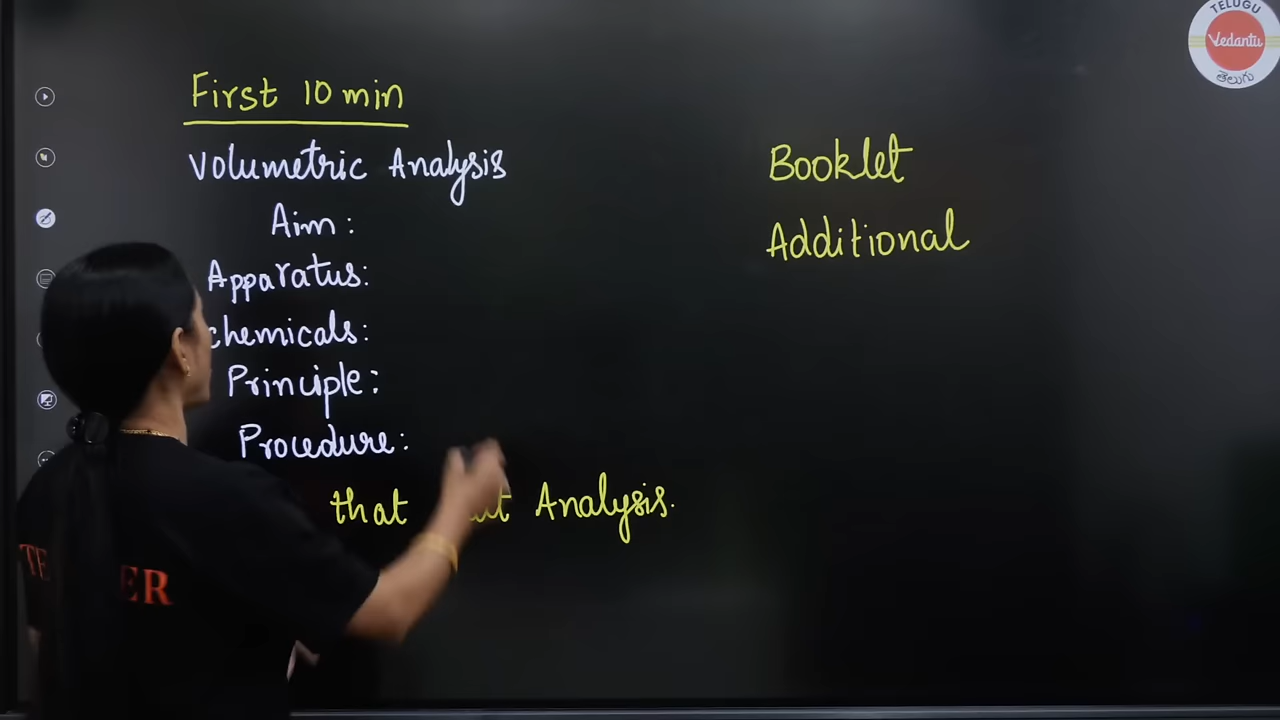 First 10 min
Volumetric Analysis
Aim:
Apparatus:
chemicals:
Principle:
Procedure:
that Analysis.
Booklet
Additional
TELUGU
Vedantu
తెలుగు